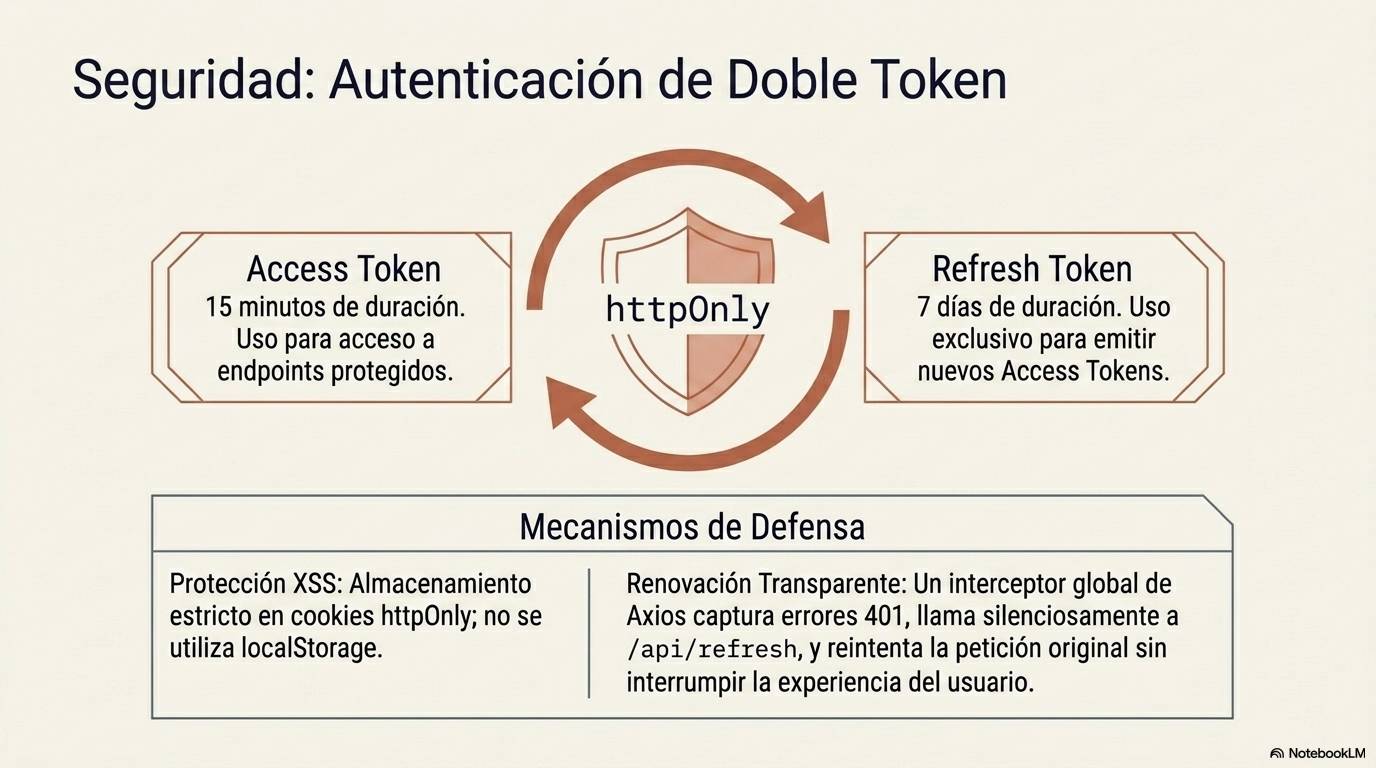 Seguridad: Autenticación de Doble Token
Access Token
15 minutos de duración.
Uso para acceso a
endpoints protegidos.
httpOnly
Refresh Token
7 días de duración. Uso
exclusivo para emitir
nuevos Access Tokens.
Mecanismos de Defensa
Protección XSS: Almacenamiento
estricto en cookies httpOnly; no se
utiliza localStorage.
Renovación Transparente: Un interceptor global de
Axios captura errores 401, llama silenciosamente a
/api/refresh, y reintenta la petición original sin
interrumpir la experiencia del usuario.
NotebookLM